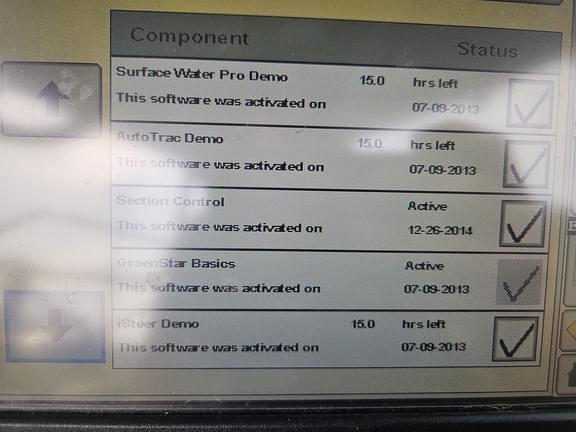 Component Status
Surface Water Pro Demo 15.0 hrs left
This software was activated on 07-09-2013
AutoTrac Demo 15.0 hrs left
This software was activated on 07-09-2013
Section Control Active
This software was activated on 12-26-2014
GreenStar Basics Active
This software was activated on 07-09-2013
iSteer Demo 15.0 hrs left
This software was activated on 07-09-2013